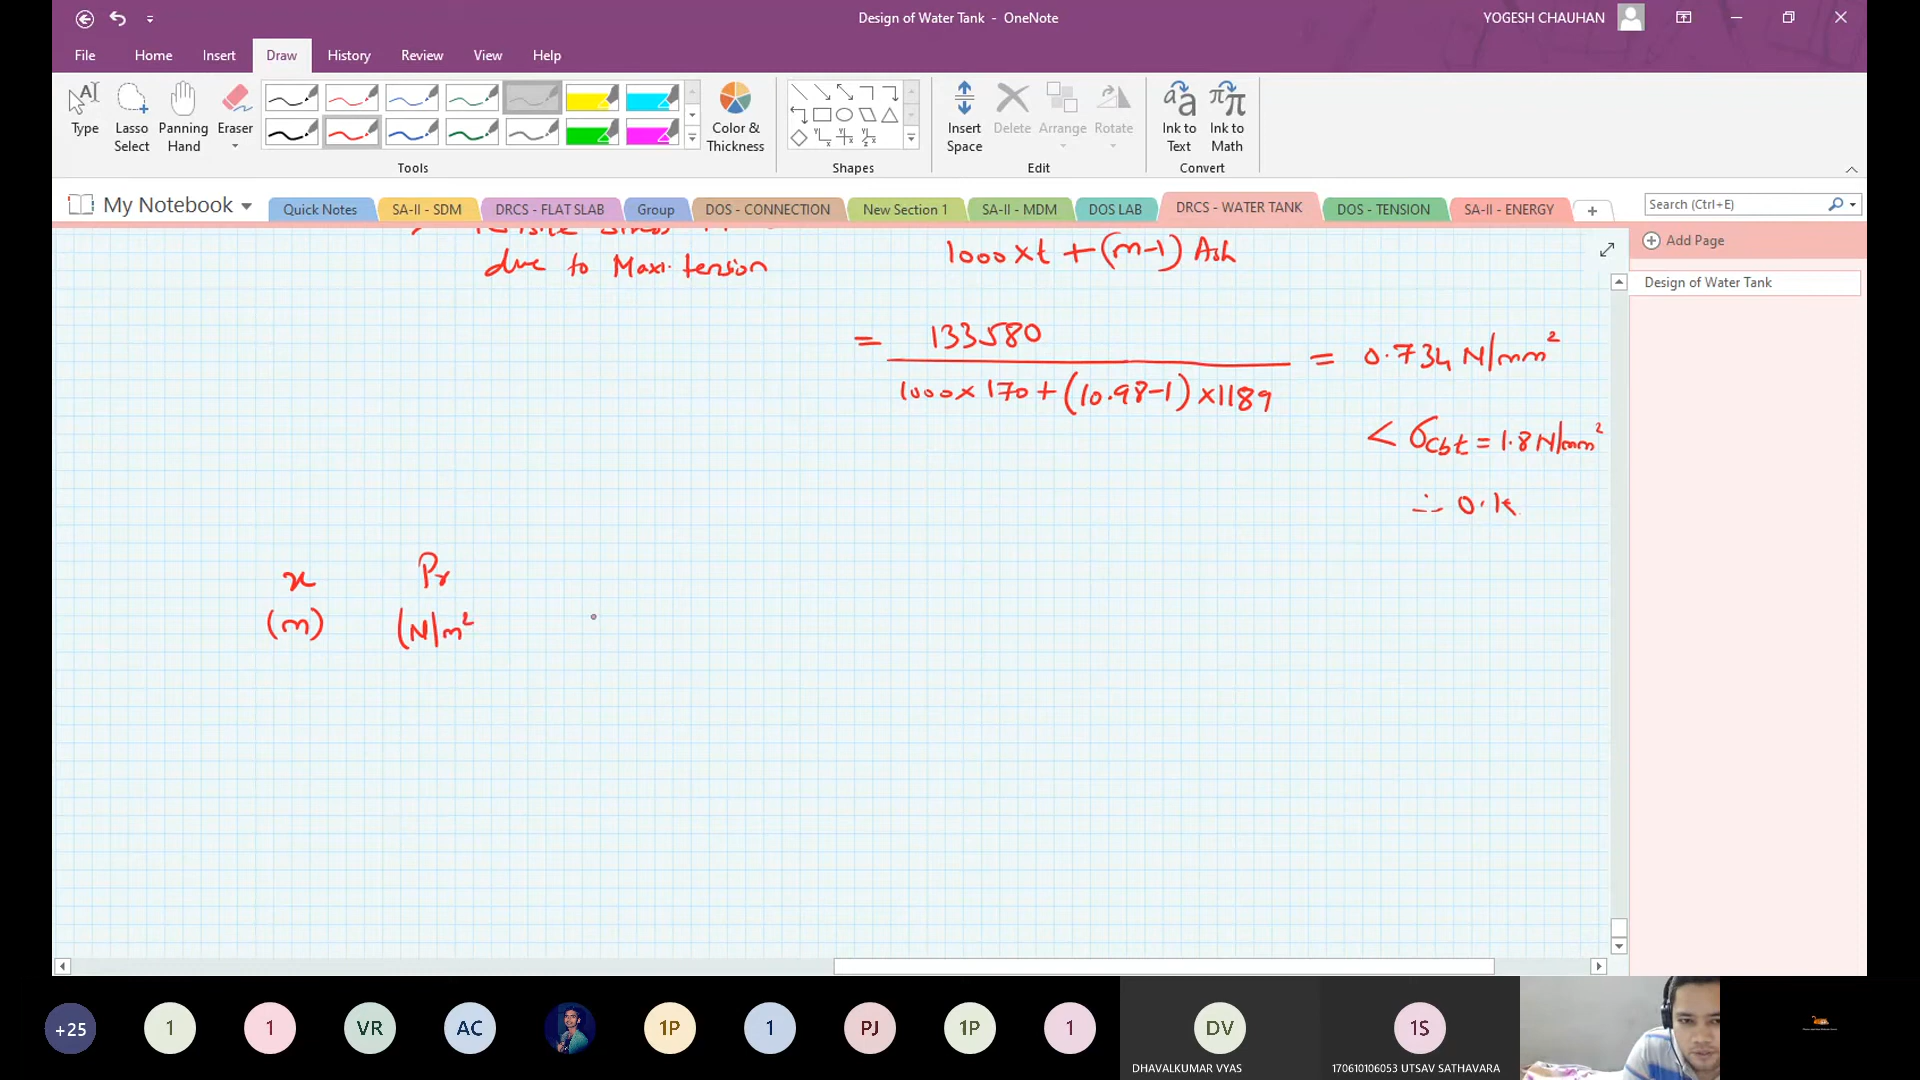 Design of Water Tank - OneNote
YOGESH CHAUHAN
File Home Insert Draw History Review View Help
Type
Lasso Select
Panning Hand
Eraser
Color & Thickness
Insert Space
Delete
Arrange
Rotate
Ink to Text
Ink to Math
Tools
Shapes
Edit
Convert
My Notebook
Quick Notes
SA-II - SDM
DRCS - FLAT SLAB
Group
DOS - CONNECTION
New Section 1
SA-II - MDM
DOS LAB
DRCS - WATER TANK
DOS - TENSION
SA-II - ENERGY
Search (Ctrl+E)
Add Page
Design of Water Tank
due to Maxi. tension
1000 x t + (m-1) Ash
= 133580 / 1000 x 170 + (10.98-1) x 1189 = 0.734 N/mm²
< σcbt = 1.8 N/mm²
∴ O.K
x Pr
(m) (N/m²
+25 1 1 VR AC 1P 1 PJ 1P 1 DV 1S
DHAVALKUMAR VYAS
170610106053 UTSAV SATHAVARA